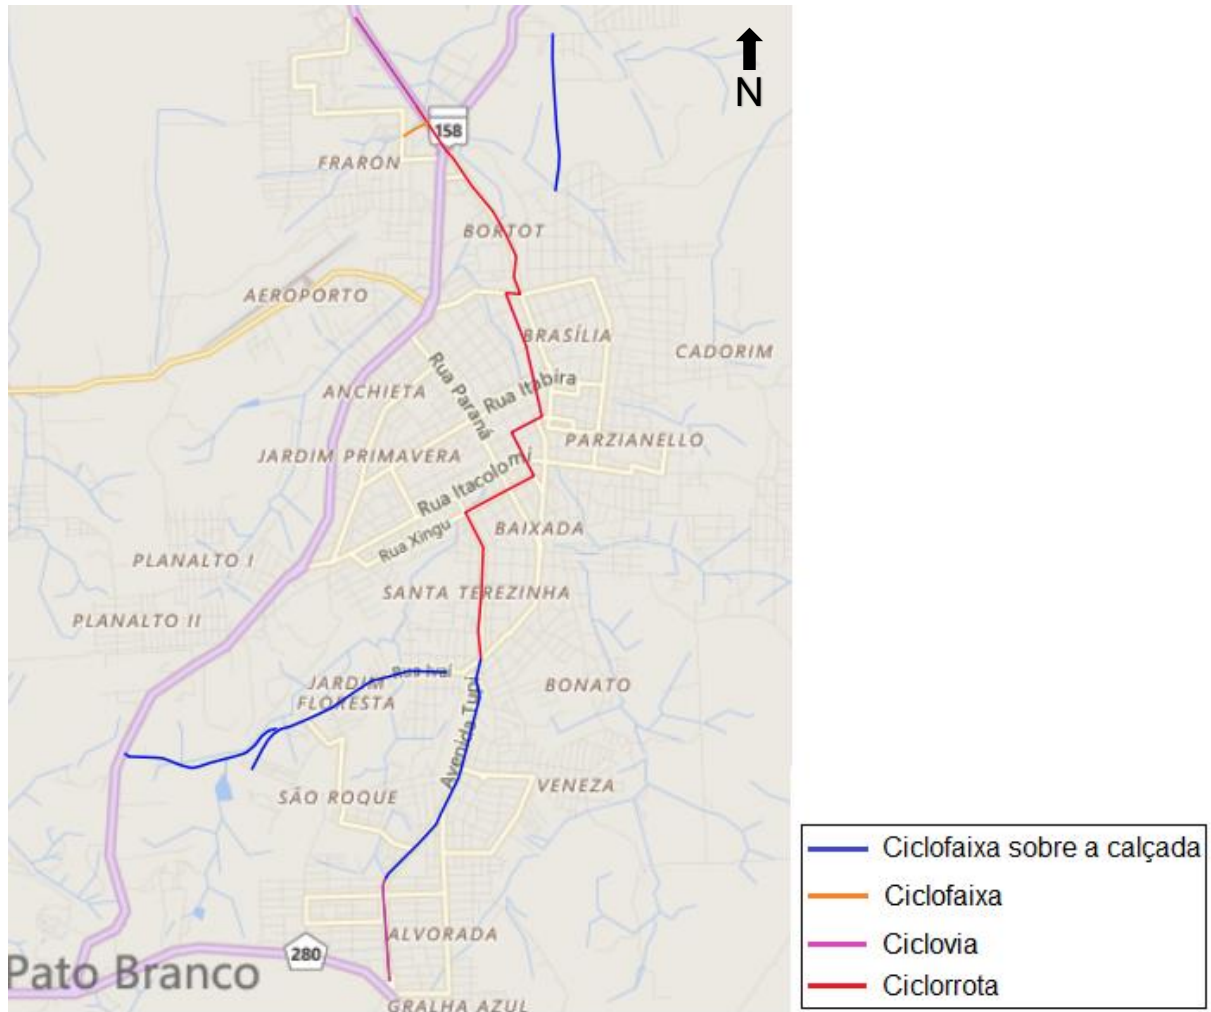 N
158
FRARON
BORTOT
AEROPORTO
BRASÍLIA
CADORIM
Rua Paraná
Rua Itabira
ANCHIETA
PARZIANELLO
JARDIM PRIMAVERA
Rua Itacolomi
BAIXADA
Rua Xingu
PLANALTO I
SANTA TEREZINHA
PLANALTO II
Rua Ivaí
JARDIM
FLORESTA
BONATO
Avenida Tupi
VENEZA
SÃO ROQUE
ALVORADA
280
Pato Branco
GRALHA AZUL
Ciclofaixa sobre a calçada
Ciclofaixa
Ciclovia
Ciclorrota